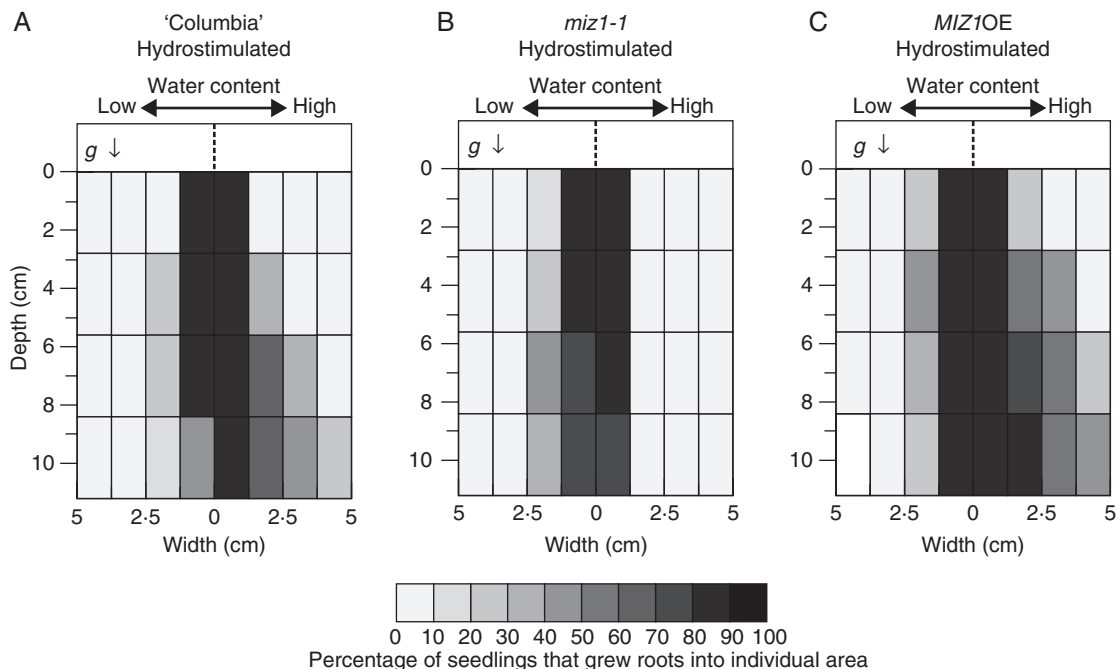 A
'Columbia'
Hydrostimulated
Water content
Low High
g ↓
0
2
4
6
8
10
Depth (cm)
5 2·5 0 2·5 5
Width (cm)
B
miz1-1
Hydrostimulated
Water content
Low High
g ↓
0
2
4
6
8
10
5 2·5 0 2·5 5
Width (cm)
C
MIZ1OE
Hydrostimulated
Water content
Low High
g ↓
0
2
4
6
8
10
5 2·5 0 2·5 5
Width (cm)
0 10 20 30 40 50 60 70 80 90 100
Percentage of seedlings that grew roots into individual area